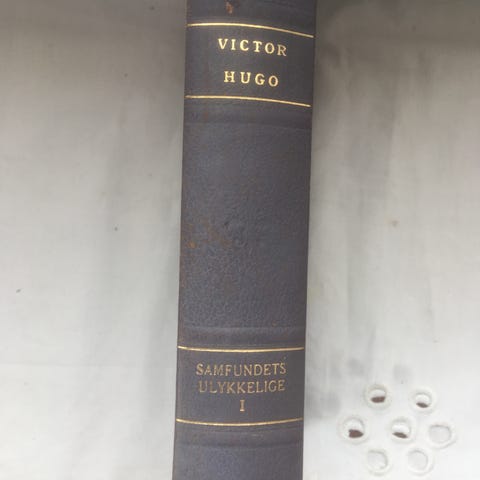 VICTOR
HUGO
SAMFUNDETS
ULYKKELIGE
I